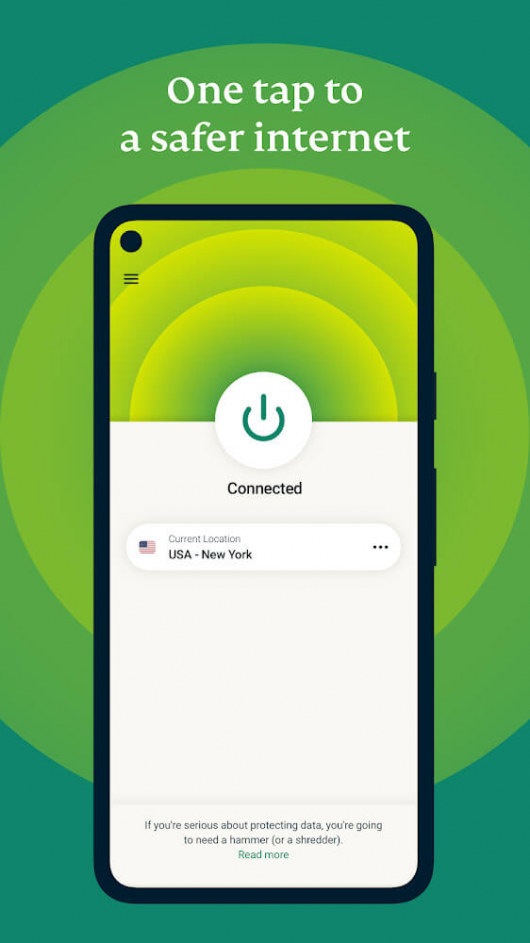 One tap to
a safer internet
Connected
Current Location
USA - New York
If you're serious about protecting data, you're going
to need a hammer (or a shredder).
Read more